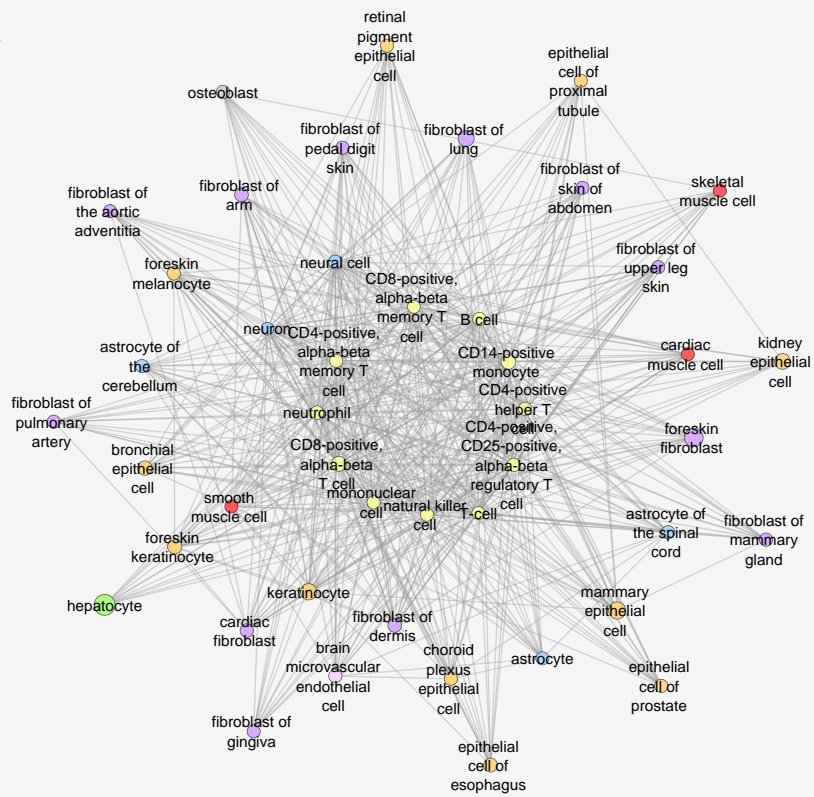 retinal
pigment
epithelial
cell
epithelial
cell of
proximal
tubule
osteoblast
fibroblast of
pedal digit
skin
fibroblast of
lung
fibroblast of
skin of
abdomen
skeletal
muscle cell
fibroblast of
the aortic
adventitia
fibroblast of
arm
foreskin
melanocyte
neural cell
fibroblast of
upper leg
skin
CD8-positive,
alpha-beta
memory T
cell
B cell
neuron
CD4-positive,
alpha-beta
memory T
cell
CD14-positive
monocyte
cardiac
muscle cell
kidney
epithelial
cell
astrocyte of
the
cerebellum
CD4-positive
helper T
cell
fibroblast of
pulmonary
artery
neutrophil
CD4-positive,
CD25-positive,
alpha-beta
regulatory T
cell
foreskin
fibroblast
bronchial
epithelial
cell
CD8-positive,
alpha-beta
T cell
smooth
muscle cell
mononuclear
cell
natural killer
cell
T-cell
astrocyte of
the spinal
cord
fibroblast of
mammary
gland
foreskin
keratinocyte
hepatocyte
keratinocyte
mammary
epithelial
cell
cardiac
fibroblast
fibroblast of
dermis
brain
microvascular
endothelial
cell
choroid
plexus
epithelial
cell
astrocyte
epithelial
cell of
prostate
fibroblast of
gingiva
epithelial
cell of
esophagus